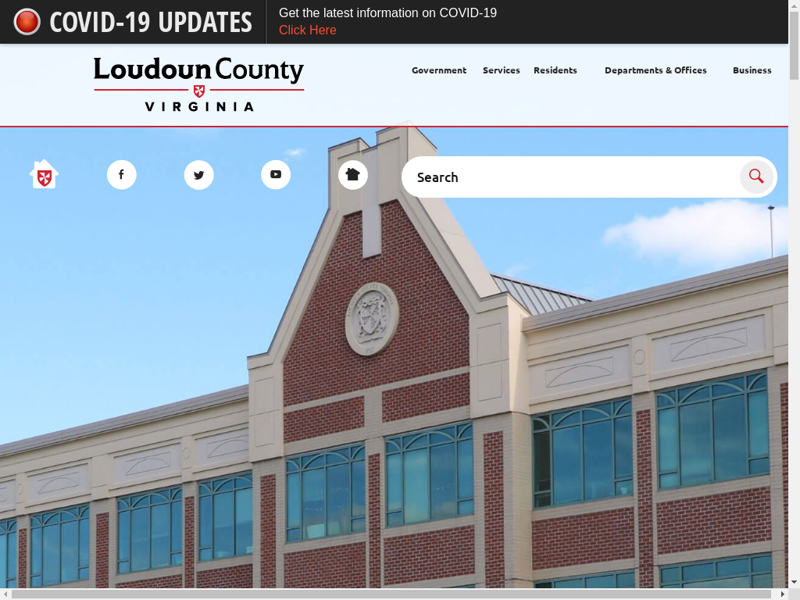 COVID-19 UPDATES
Get the latest information on COVID-19
Click Here
Loudoun County
VIRGINIA
Government
Services
Residents
Departments & Offices
Business
Search